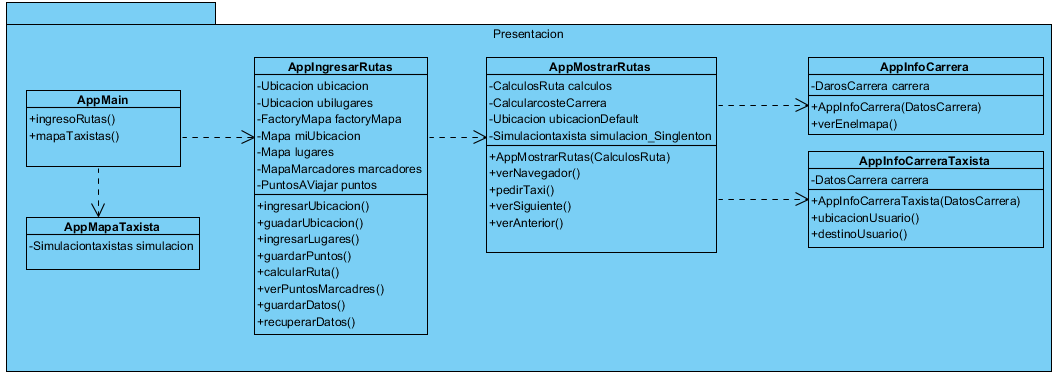 Presentacion
AppMain
+ingresoRutas()
+mapaTaxistas()
AppMapaTaxista
-Simulaciontaxistas simulacion
AppIngresarRutas
-Ubicacion ubicacion
-Ubicacion ubilugares
-FactoryMapa factoryMapa
-Mapa miUbicacion
-Mapa lugares
-MapaMarcadores marcadores
-PuntosAViajar puntos
+ingresarUbicacion()
+guadarUbicacion()
+ingresarLugares()
+guardarPuntos()
+calcularRuta()
+verPuntosMarcadres()
+guardarDatos()
+recuperarDatos()
AppMostrarRutas
-CalculosRuta calculos
-CalcularcosteCarrera
-Ubicacion ubicacionDefault
-Simulaciontaxista simulacion_Singlenton
+AppMostrarRutas(CalculosRuta)
+verNavegador()
+pedirTaxi()
+verSiguiente()
+verAnterior()
AppInfoCarrera
-DarosCarrera carrera
+AppInfoCarrera(DatosCarrera)
+verEnelmapa()
AppInfoCarreraTaxista
-DatosCarrera carrera
+AppInfoCarreraTaxista(DatosCarrera)
+ubicacionUsuario()
+destinoUsuario()